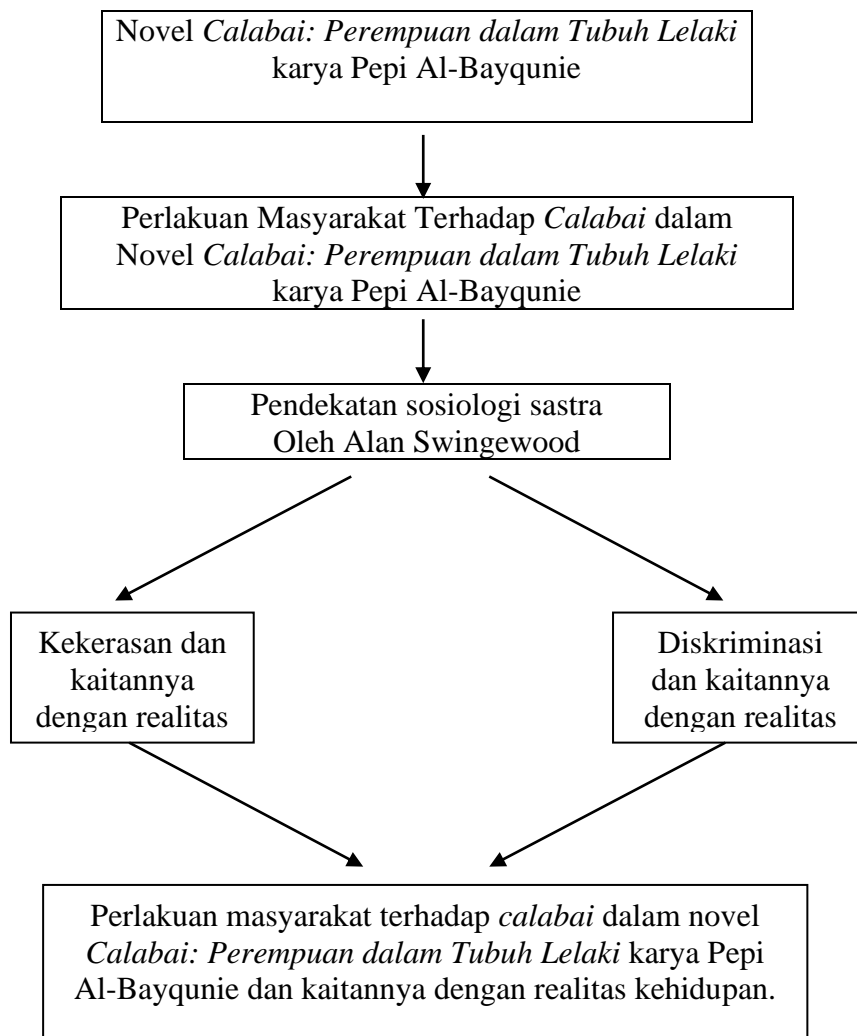 Novel Calabai: Perempuan dalam Tubuh Lelaki
karya Pepi Al-Bayqunie
Perlakuan Masyarakat Terhadap Calabai dalam
Novel Calabai: Perempuan dalam Tubuh Lelaki
karya Pepi Al-Bayqunie
Pendekatan sosiologi sastra
Oleh Alan Swingewood
Kekerasan dan
kaitannya
dengan realitas
Diskriminasi
dan kaitannya
dengan realitas
Perlakuan masyarakat terhadap calabai dalam novel
Calabai: Perempuan dalam Tubuh Lelaki karya Pepi
Al-Bayqunie dan kaitannya dengan realitas kehidupan.